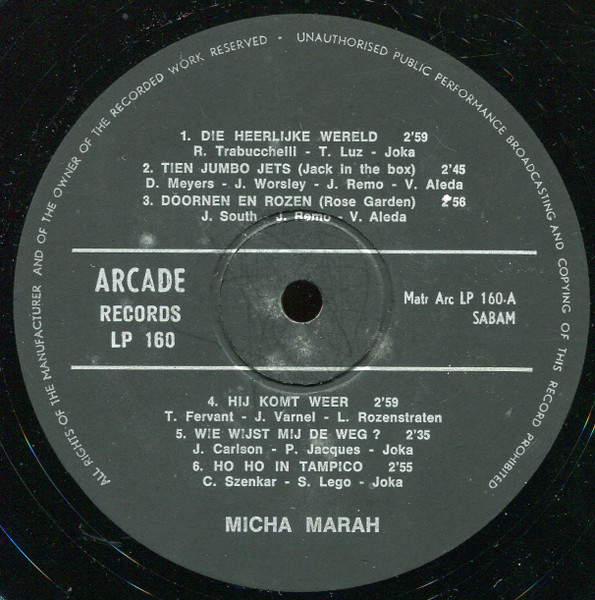 ALL RIGHTS OF THE MANUFACTURER AND OF THE OWNER OF THE RECORDED WORK RESERVED • UNAUTHORISED PUBLIC PERFORMANCE BROADCASTING AND COPYING OF THIS RECORD PROHIBITED
1. DIE HEERLIJKE WERELD 2'59
R. Trabucchelli - T. Luz - Joka
2. TIEN JUMBO JETS (Jack in the box) 2'45
D. Meyers - J. Worsley - J. Remo - V. Aleda
3. DOORNEN EN ROZEN (Rose Garden) 2'56
J. South - J. Remo - V. Aleda
ARCADE
RECORDS
LP 160
Matr Arc LP 160-A
SABAM
4. HIJ KOMT WEER 2'59
T. Fervant - J. Varnel - L. Rozenstraten
5. WIE WIJST MIJ DE WEG ? 2'35
J. Carlson - P. Jacques - Joka
6. HO HO IN TAMPICO 2'55
C. Szenkar - S. Lego - Joka
MICHA MARAH